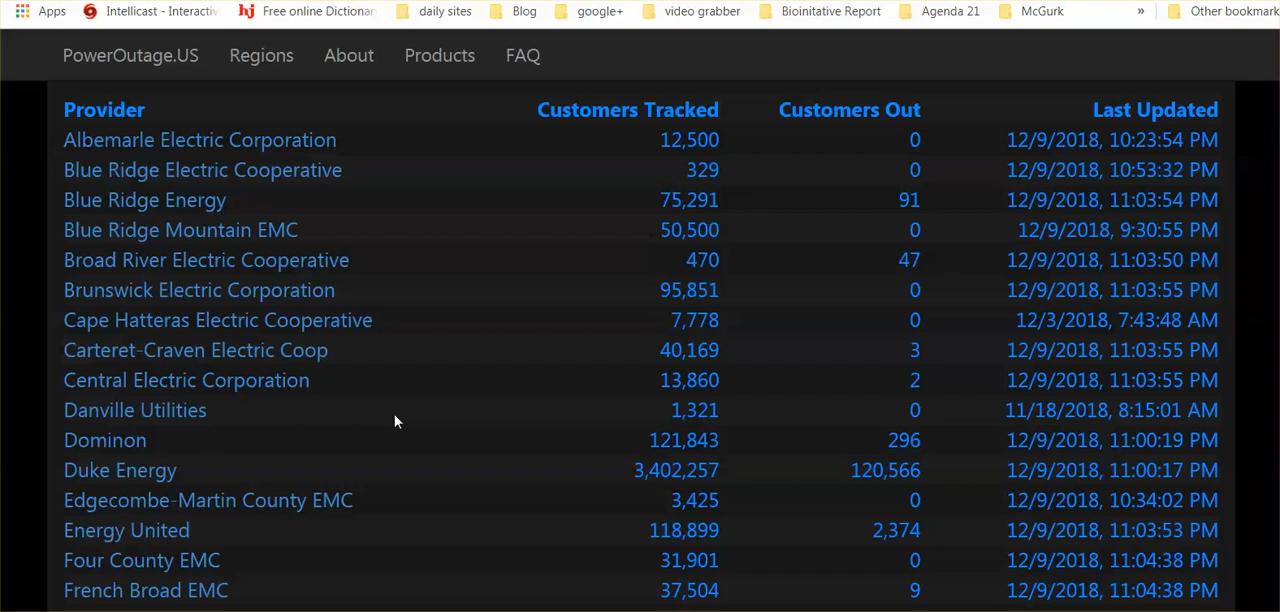 Apps Intellicast - Interactiv Free online Dictionar daily sites Blog google+ video grabber Bioinitative Report Agenda 21 McGurk » Other bookmark
PowerOutage.US Regions About Products FAQ
Provider Customers Tracked Customers Out Last Updated
Albemarle Electric Corporation 12,500 0 12/9/2018, 10:23:54 PM
Blue Ridge Electric Cooperative 329 0 12/9/2018, 10:53:32 PM
Blue Ridge Energy 75,291 91 12/9/2018, 11:03:54 PM
Blue Ridge Mountain EMC 50,500 0 12/9/2018, 9:30:55 PM
Broad River Electric Cooperative 470 47 12/9/2018, 11:03:50 PM
Brunswick Electric Corporation 95,851 0 12/9/2018, 11:03:55 PM
Cape Hatteras Electric Cooperative 7,778 0 12/3/2018, 7:43:48 AM
Carteret-Craven Electric Coop 40,169 3 12/9/2018, 11:03:55 PM
Central Electric Corporation 13,860 2 12/9/2018, 11:03:55 PM
Danville Utilities 1,321 0 11/18/2018, 8:15:01 AM
Dominon 121,843 296 12/9/2018, 11:00:19 PM
Duke Energy 3,402,257 120,566 12/9/2018, 11:00:17 PM
Edgecombe-Martin County EMC 3,425 0 12/9/2018, 10:34:02 PM
Energy United 118,899 2,374 12/9/2018, 11:03:53 PM
Four County EMC 31,901 0 12/9/2018, 11:04:38 PM
French Broad EMC 37,504 9 12/9/2018, 11:04:38 PM